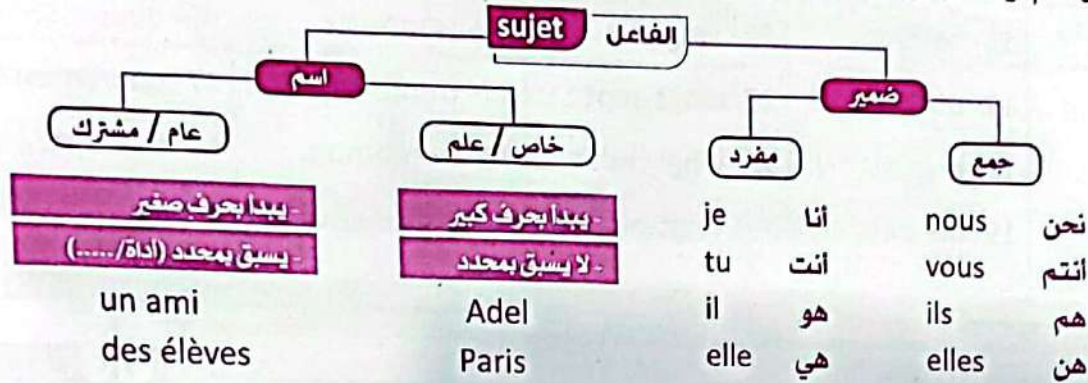 الفاعل sujet
ضمير
اسم
جمع
مفرد
خاص / علم
عام / مشترك
- يبدأ بحرف كبير
- يبدأ بحرف صغير
- لا يسبق بمحدد
- يسبق بمحدد (أداة/.....)
نحن nous
أنا je
أنتم vous
أنت tu
هم ils
هو il
هن elles
هي elle
Adel
un ami
Paris
des élèves